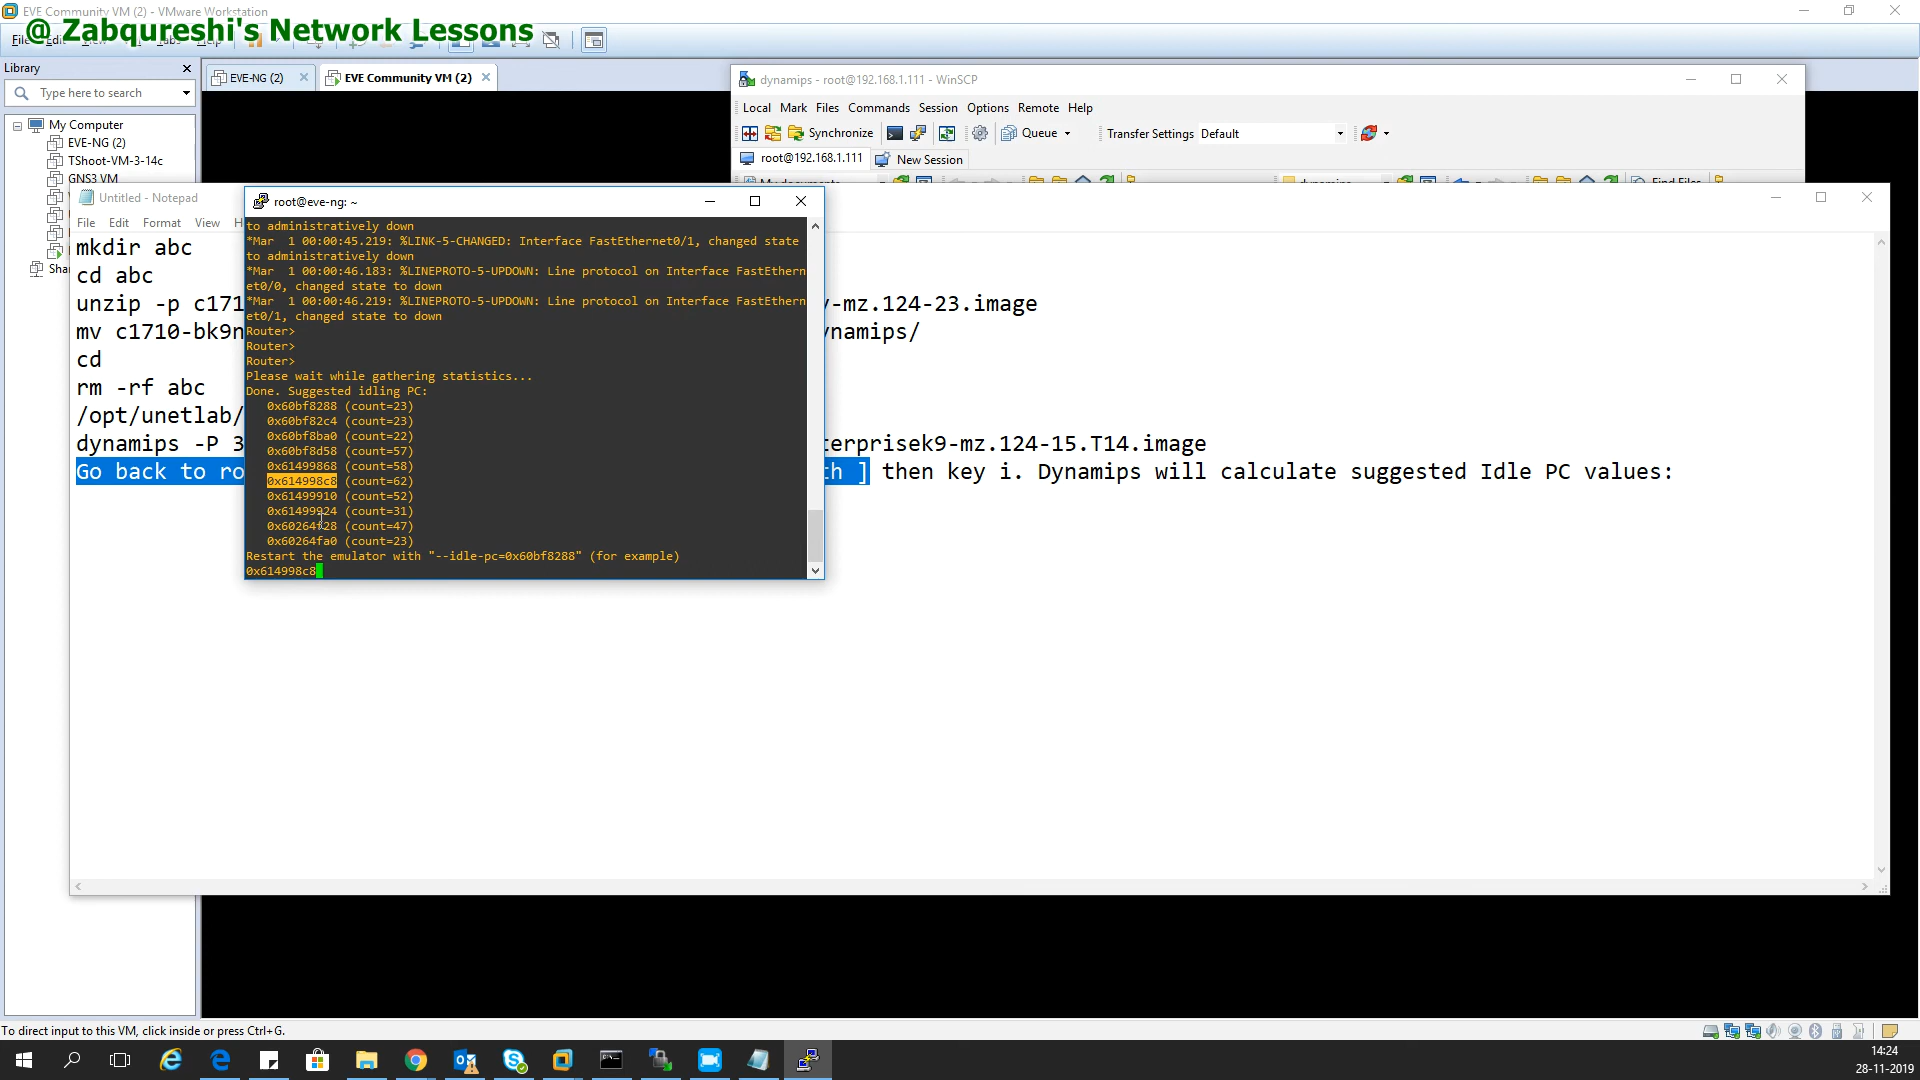 EVE Community VM (2) - VMware Workstation
@ Zabqureshi's Network Lessons
File Edit View Tabs Help
Library
Type here to search
My Computer
EVE-NG (2)
TShoot-VM-3-14c
GNS3 VM
EVE-NG (2)
EVE Community VM (2)
dynamips - root@192.168.1.111 - WinSCP
Local Mark Files Commands Session Options Remote Help
Synchronize
Queue
Transfer Settings Default
root@192.168.1.111
New Session
Find Files
Untitled - Notepad
File Edit Format View H
mkdir abc
cd abc
unzip -p c171
-mz.124-23.image
mv c1710-bk9n
namips/
cd
rm -rf abc
/opt/unetlab/
dynamips -P 3
terprisek9-mz.124-15.T14.image
Go back to ro
th ] then key i. Dynamips will calculate suggested Idle PC values:
root@eve-ng: ~
to administratively down
*Mar  1 00:00:45.219: %LINK-5-CHANGED: Interface FastEthernet0/1, changed state
to administratively down
*Mar  1 00:00:46.183: %LINEPROTO-5-UPDOWN: Line protocol on Interface FastEthern
et0/0, changed state to down
*Mar  1 00:00:46.219: %LINEPROTO-5-UPDOWN: Line protocol on Interface FastEthern
et0/1, changed state to down
Router>
Router>
Router>
Please wait while gathering statistics...
Done. Suggested idling PC:
0x60bf8288 (count=23)
0x60bf82c4 (count=23)
0x60bf8ba0 (count=22)
0x60bf8d58 (count=57)
0x61499868 (count=58)
0x614998c8 (count=62)
0x61499910 (count=52)
0x61499924 (count=31)
0x60264f28 (count=47)
0x60264fa0 (count=23)
Restart the emulator with "--idle-pc=0x60bf8288" (for example)
0x614998c8
To direct input to this VM, click inside or press Ctrl+G.
14:24
28-11-2019